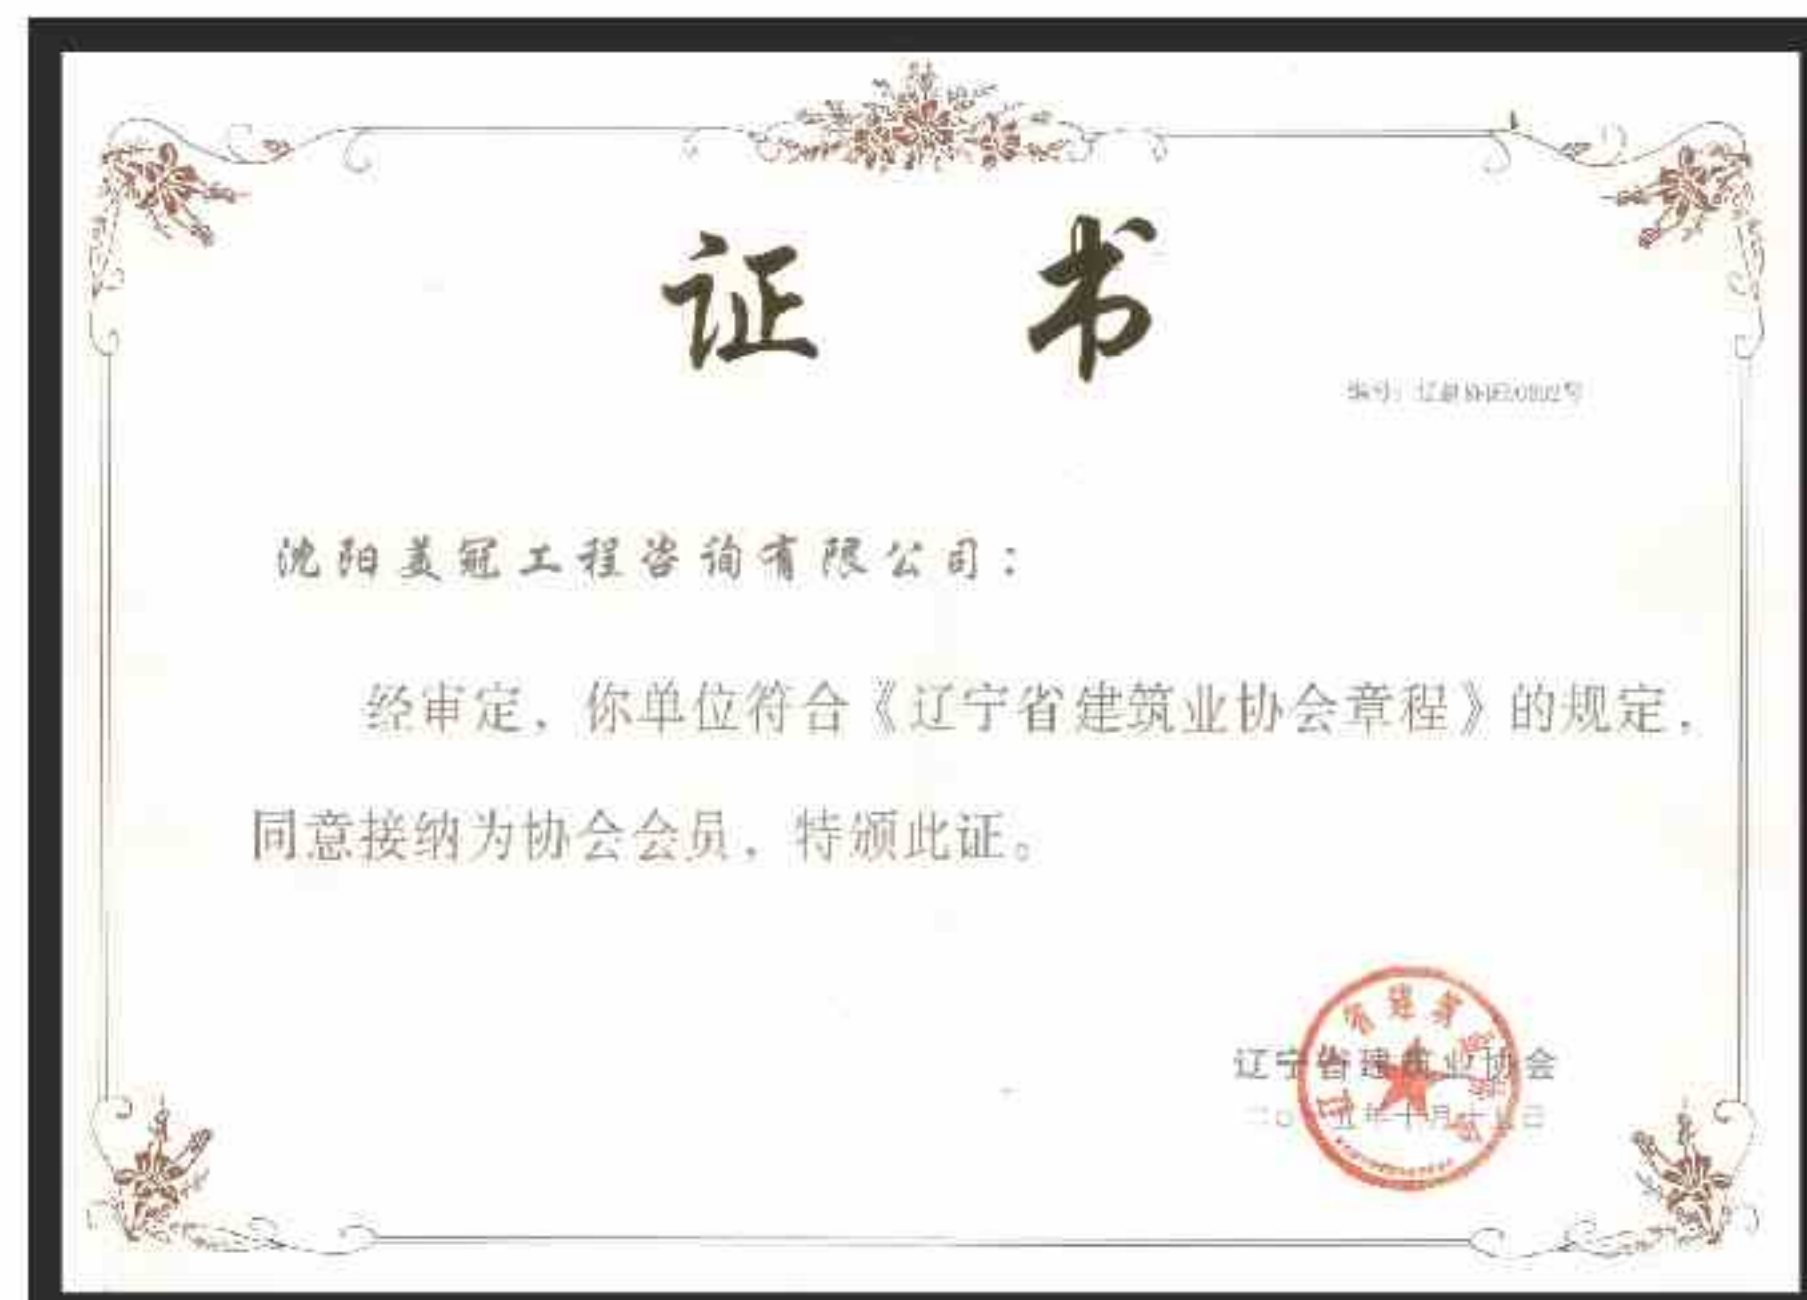 证 书
编号：
沈阳美冠工程咨询有限公司：
经审定，你单位符合《辽宁省建筑业协会章程》的规定，
同意接纳为协会会员，特颁此证。
辽宁省建筑业协会